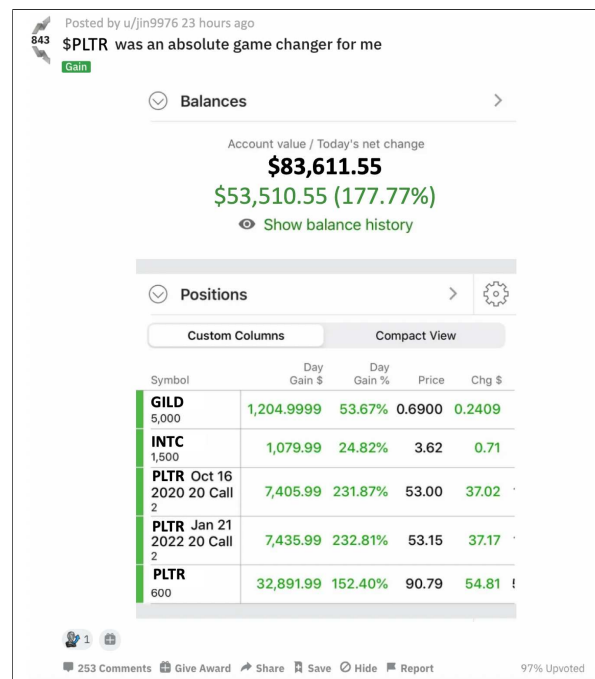 Posted by u/jin9976 23 hours ago
843
$PLTR was an absolute game changer for me
Gain
Balances
Account value / Today's net change
$83,611.55
$53,510.55 (177.77%)
Show balance history
Positions
Custom Columns Compact View
Symbol Day Gain $ Day Gain % Price Chg $
GILD 1,204.9999 53.67% 0.6900 0.2409
5,000
INTC 1,079.99 24.82% 3.62 0.71
1,500
PLTR Oct 16
2020 20 Call 7,405.99 231.87% 53.00 37.02
2
PLTR Jan 21
2022 20 Call 7,435.99 232.81% 53.15 37.17
2
PLTR 32,891.99 152.40% 90.79 54.81
600
1
253 Comments Give Award Share Save Hide Report 97% Upvoted